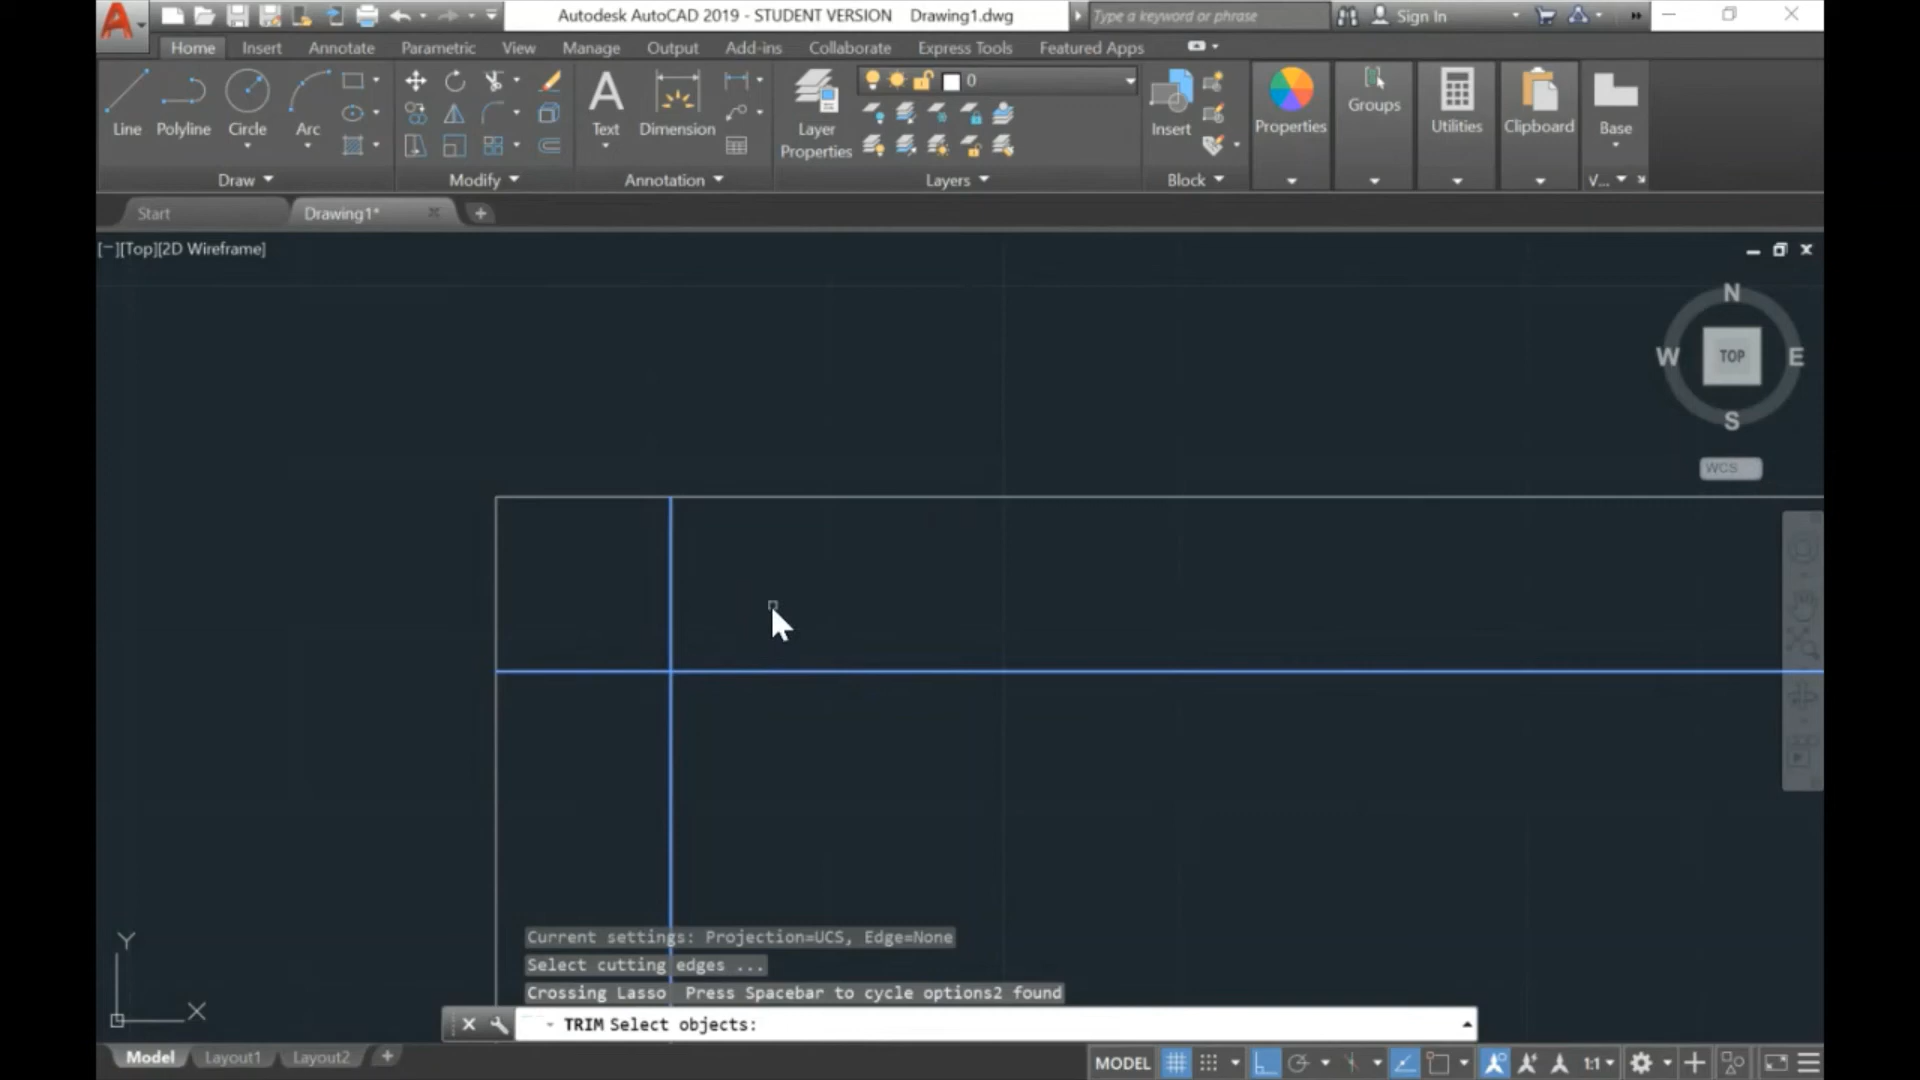 Autodesk AutoCAD 2019 - STUDENT VERSION Drawing1.dwg
Type a keyword or phrase
Sign In
Home Insert Annotate Parametric View Manage Output Add-ins Collaborate Express Tools Featured Apps
Line Polyline Circle Arc
A
Text Dimension
Layer Properties
0
Insert
Properties Groups Utilities Clipboard Base
Draw Modify Annotation Layers Block V...
Start Drawing1*
[−][Top][2D Wireframe]
N
W TOP E
S
WCS
Y
X
Current settings: Projection=UCS, Edge=None
Select cutting edges ...
Crossing Lasso Press Spacebar to cycle options2 found
TRIM Select objects:
Model Layout1 Layout2
MODEL 1:1